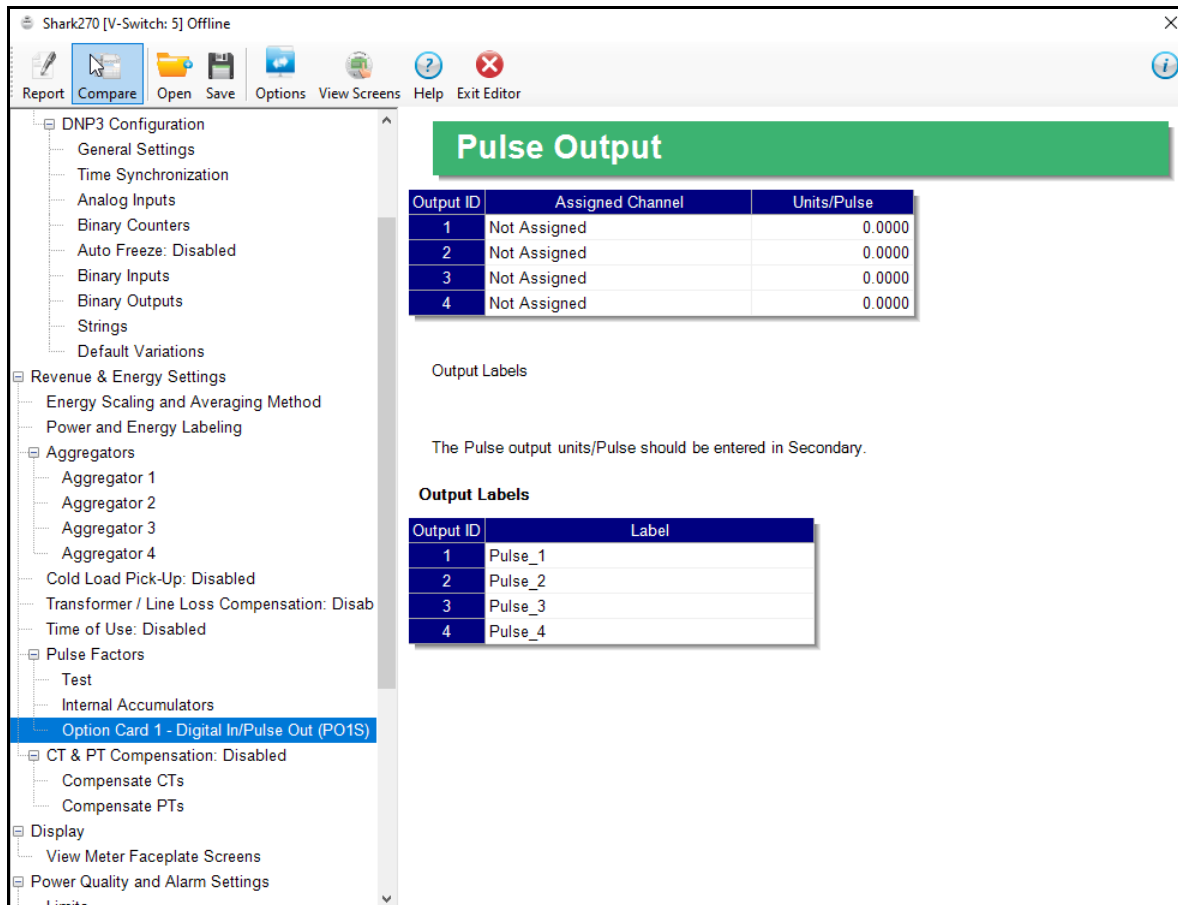 Shark270 [V-Switch: 5] Offline
Report Compare Open Save Options View Screens Help Exit Editor
DNP3 Configuration
General Settings
Time Synchronization
Analog Inputs
Binary Counters
Auto Freeze: Disabled
Binary Inputs
Binary Outputs
Strings
Default Variations
Revenue & Energy Settings
Energy Scaling and Averaging Method
Power and Energy Labeling
Aggregators
Aggregator 1
Aggregator 2
Aggregator 3
Aggregator 4
Cold Load Pick-Up: Disabled
Transformer / Line Loss Compensation: Disab
Time of Use: Disabled
Pulse Factors
Test
Internal Accumulators
Option Card 1 - Digital In/Pulse Out (PO1S)
CT & PT Compensation: Disabled
Compensate CTs
Compensate PTs
Display
View Meter Faceplate Screens
Power Quality and Alarm Settings
Limits
Pulse Output
Output ID Assigned Channel Units/Pulse
1 Not Assigned 0.0000
2 Not Assigned 0.0000
3 Not Assigned 0.0000
4 Not Assigned 0.0000
Output Labels
The Pulse output units/Pulse should be entered in Secondary.
Output Labels
Output ID Label
1 Pulse_1
2 Pulse_2
3 Pulse_3
4 Pulse_4